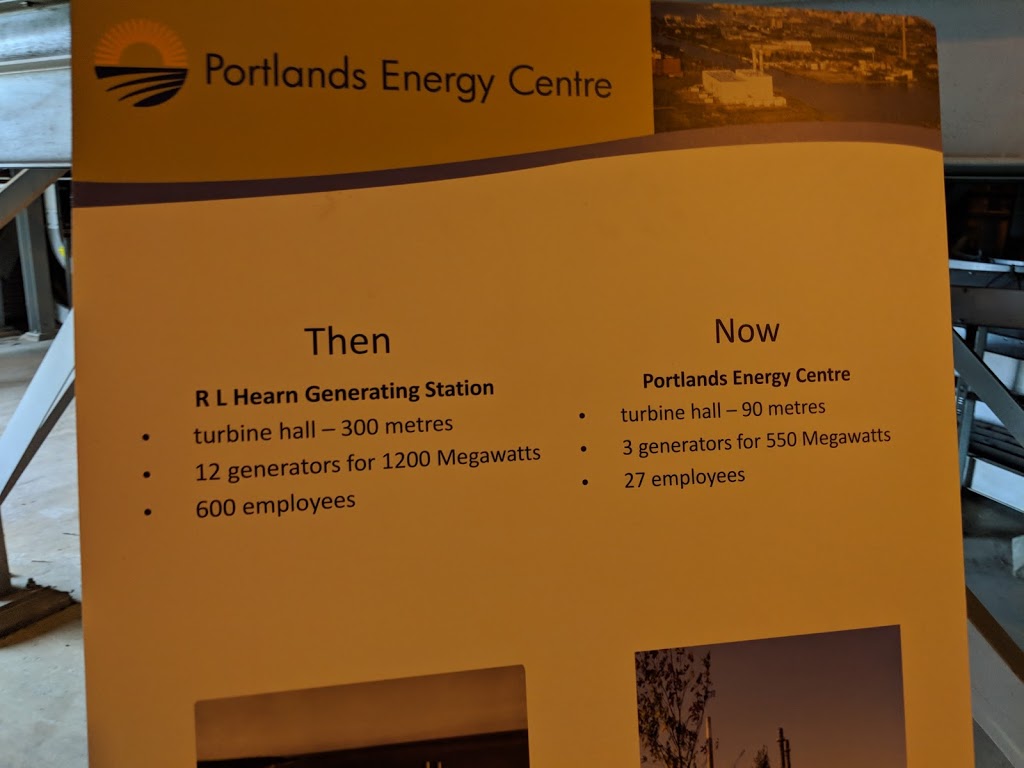 Portlands Energy Centre
Then
R L Hearn Generating Station
• turbine hall – 300 metres
• 12 generators for 1200 Megawatts
• 600 employees
Now
Portlands Energy Centre
• turbine hall – 90 metres
• 3 generators for 550 Megawatts
• 27 employees